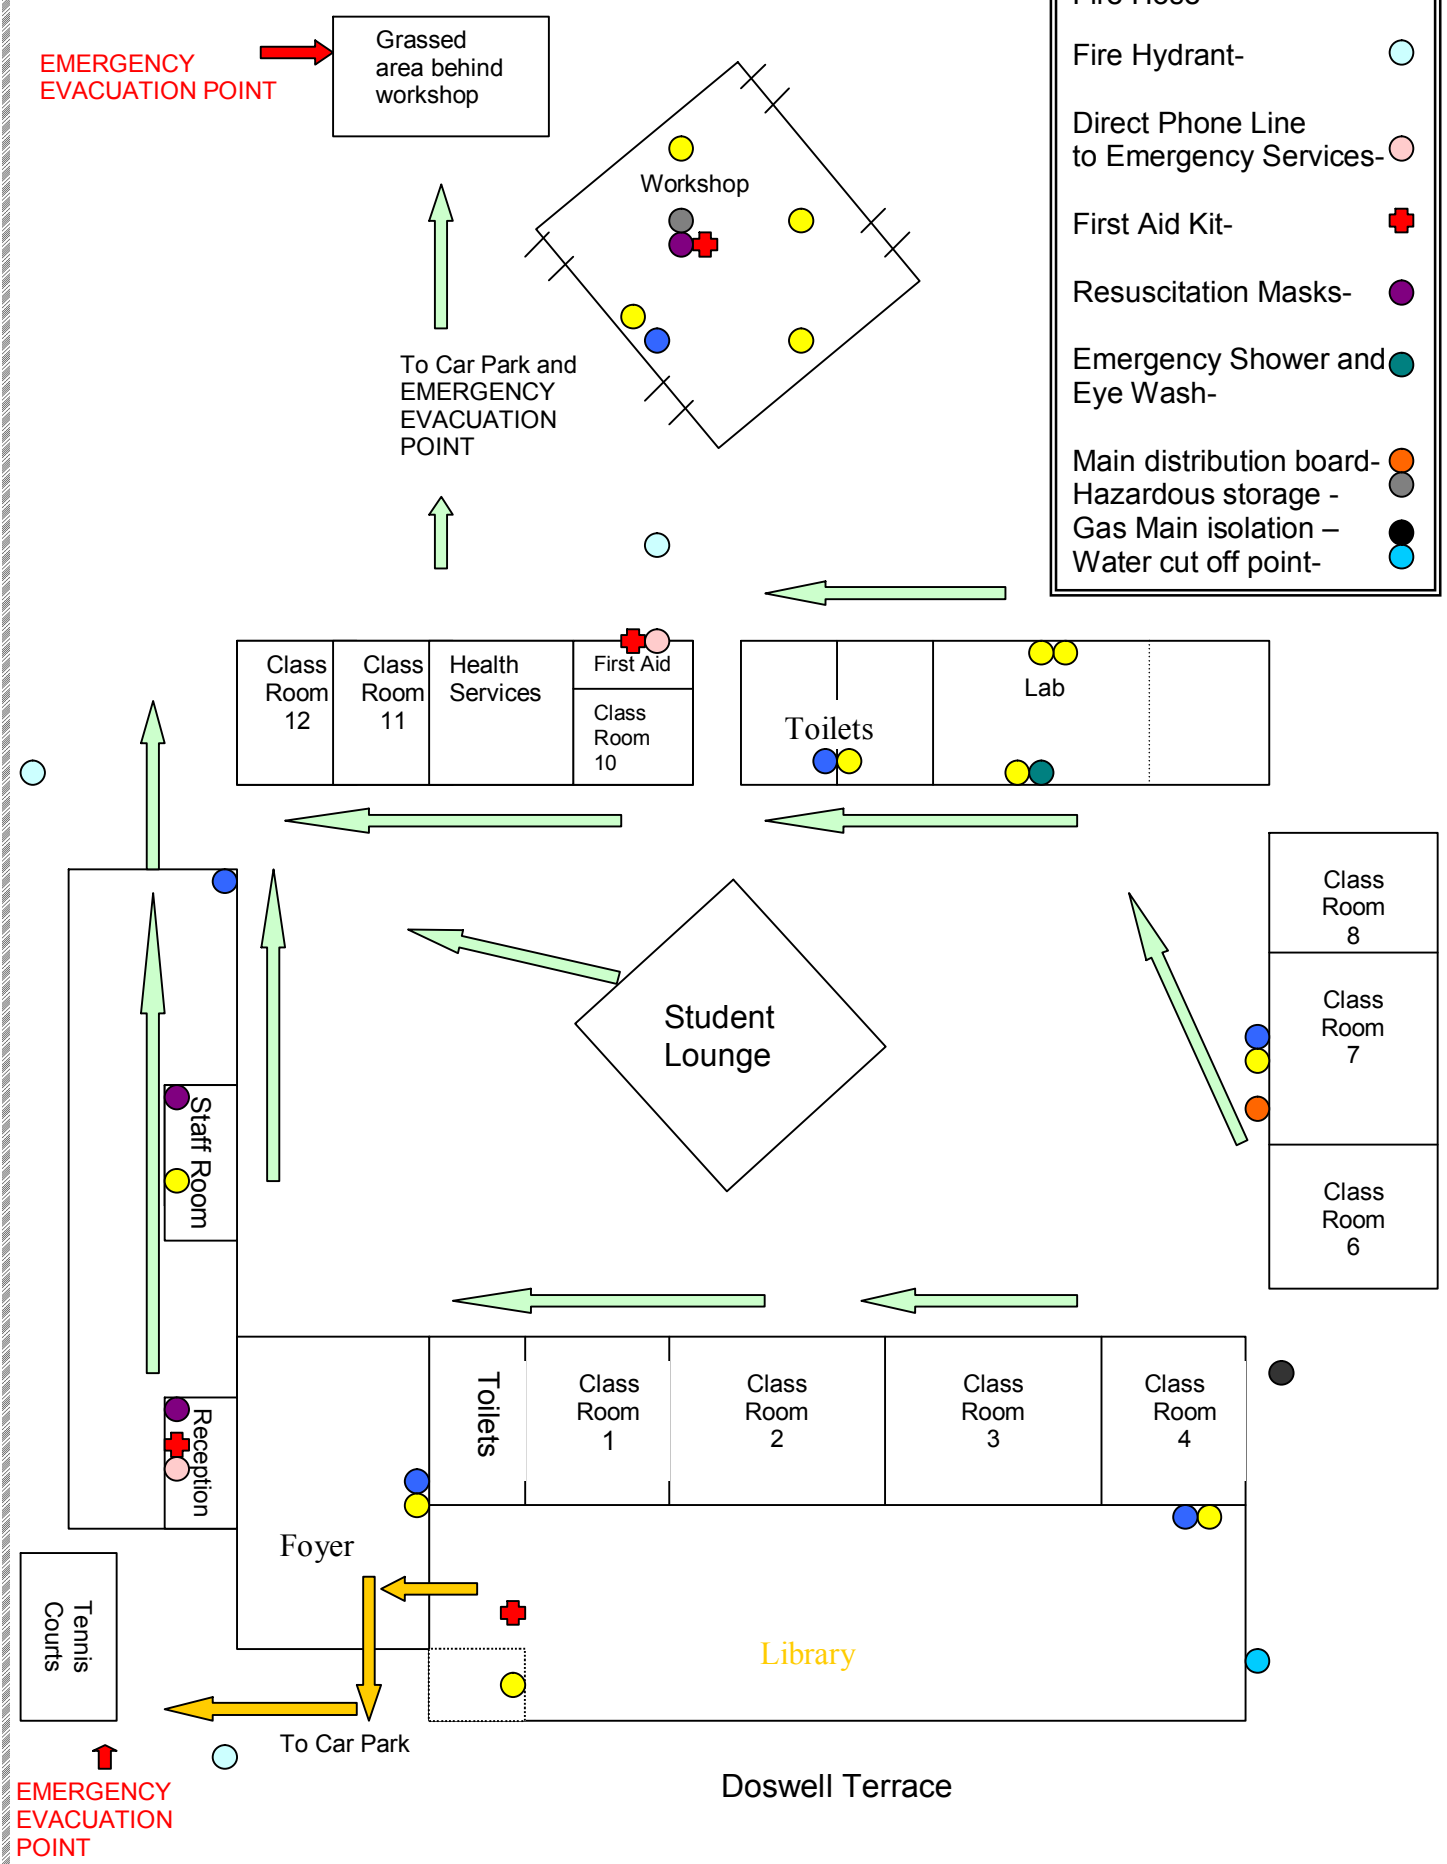 Fire Hose
EMERGENCY
EVACUATION POINT
Grassed
area behind
workshop
Fire Hydrant-
Direct Phone Line
to Emergency Services-
First Aid Kit-
Resuscitation Masks-
Emergency Shower and
Eye Wash-
Main distribution board-
Hazardous storage -
Gas Main isolation –
Water cut off point-
Workshop
To Car Park and
EMERGENCY
EVACUATION
POINT
Class
Room
12
Class
Room
11
Health
Services
First Aid
Class
Room
10
Toilets
Lab
Class
Room
8
Class
Room
7
Class
Room
6
Student
Lounge
Staff Room
Reception
Toilets
Class
Room
1
Class
Room
2
Class
Room
3
Class
Room
4
Foyer
Library
Tennis
Courts
To Car Park
EMERGENCY
EVACUATION
POINT
Doswell Terrace